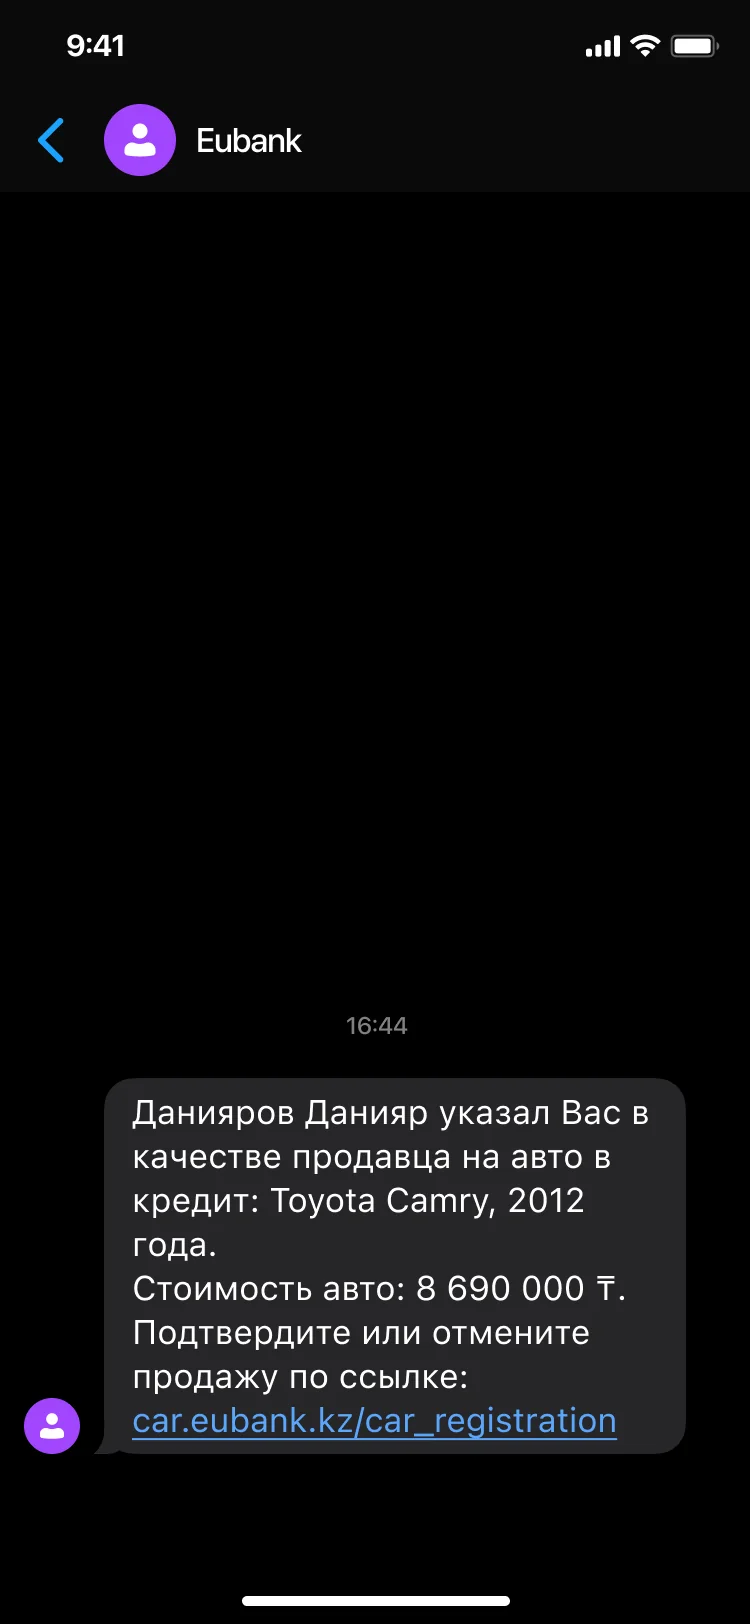 9:41
Eubank
16:44
Данияров Данияр указал Вас в
качестве продавца на авто в
кредит: Toyota Camry, 2012
года.
Стоимость авто: 8 690 000 ₸.
Подтвердите или отмените
продажу по ссылке:
car.eubank.kz/car_registration